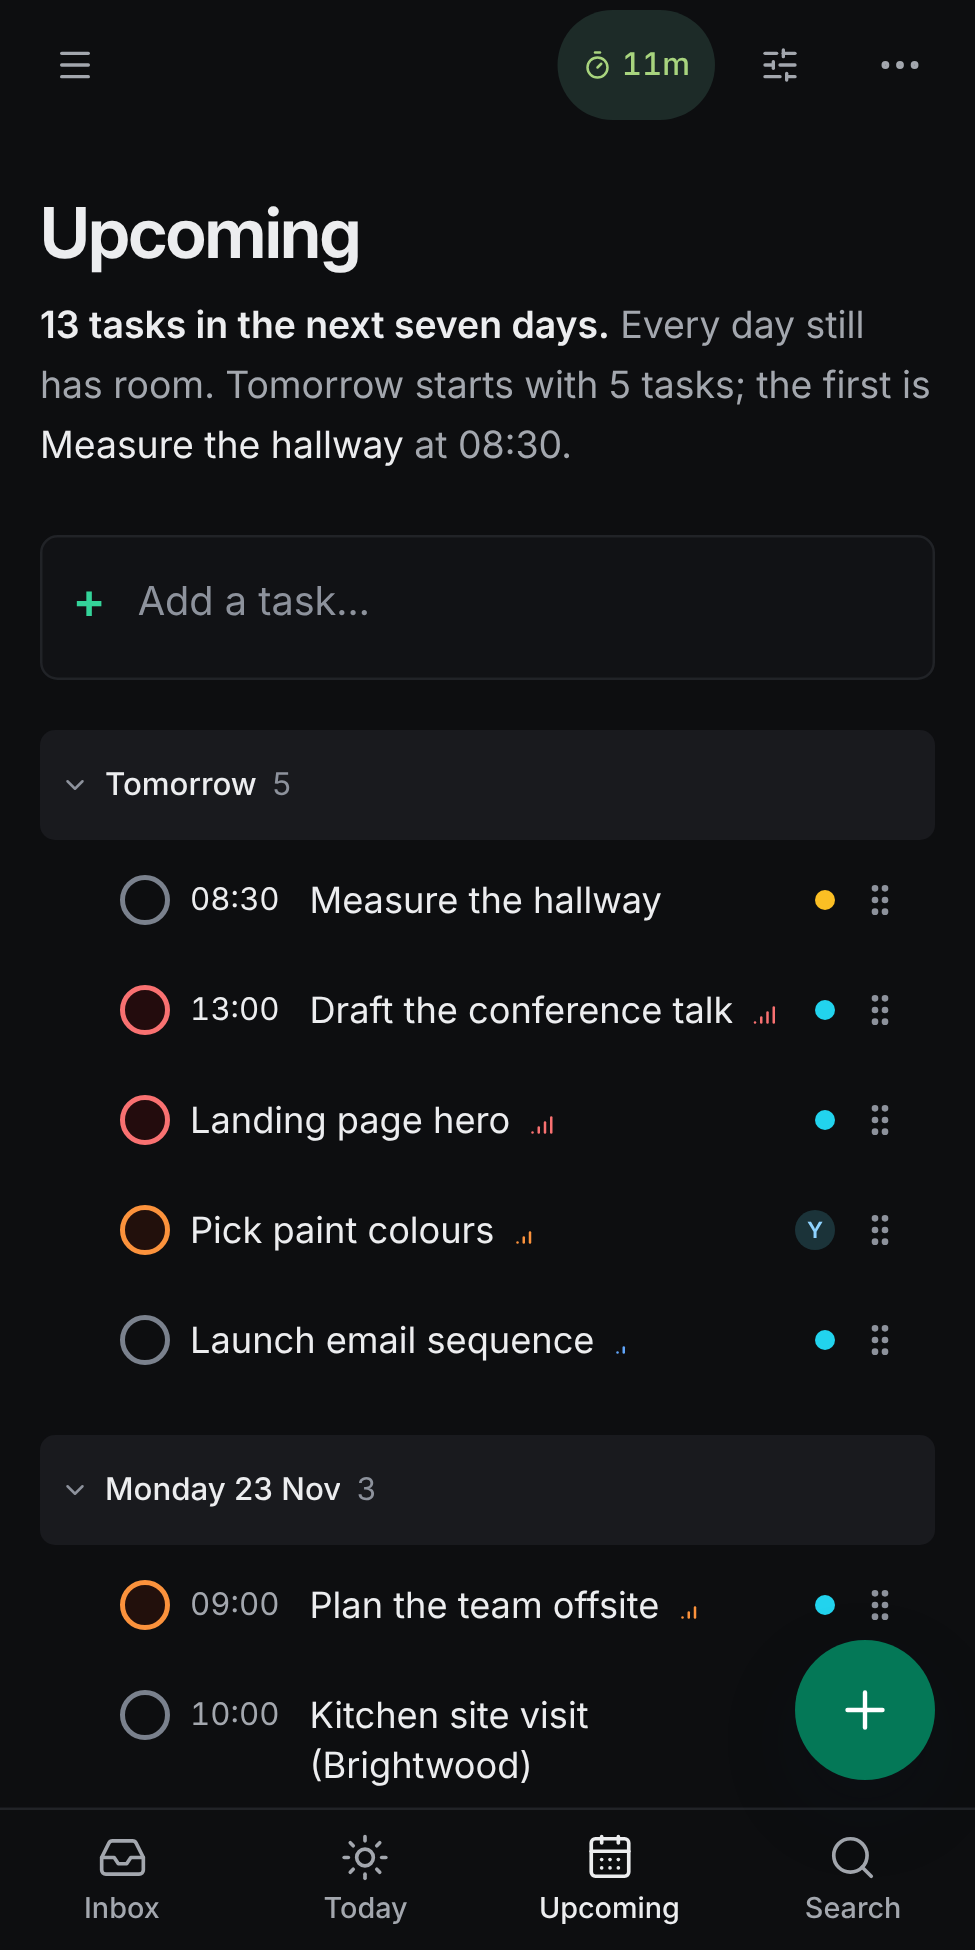 11m
Upcoming
13 tasks in the next seven days. Every day still
has room. Tomorrow starts with 5 tasks; the first is
Measure the hallway at 08:30.
Add a task...
Tomorrow 5
08:30 Measure the hallway
13:00 Draft the conference talk
Landing page hero
Pick paint colours Y
Launch email sequence
Monday 23 Nov 3
09:00 Plan the team offsite
10:00 Kitchen site visit
(Brightwood)
Inbox Today Upcoming Search